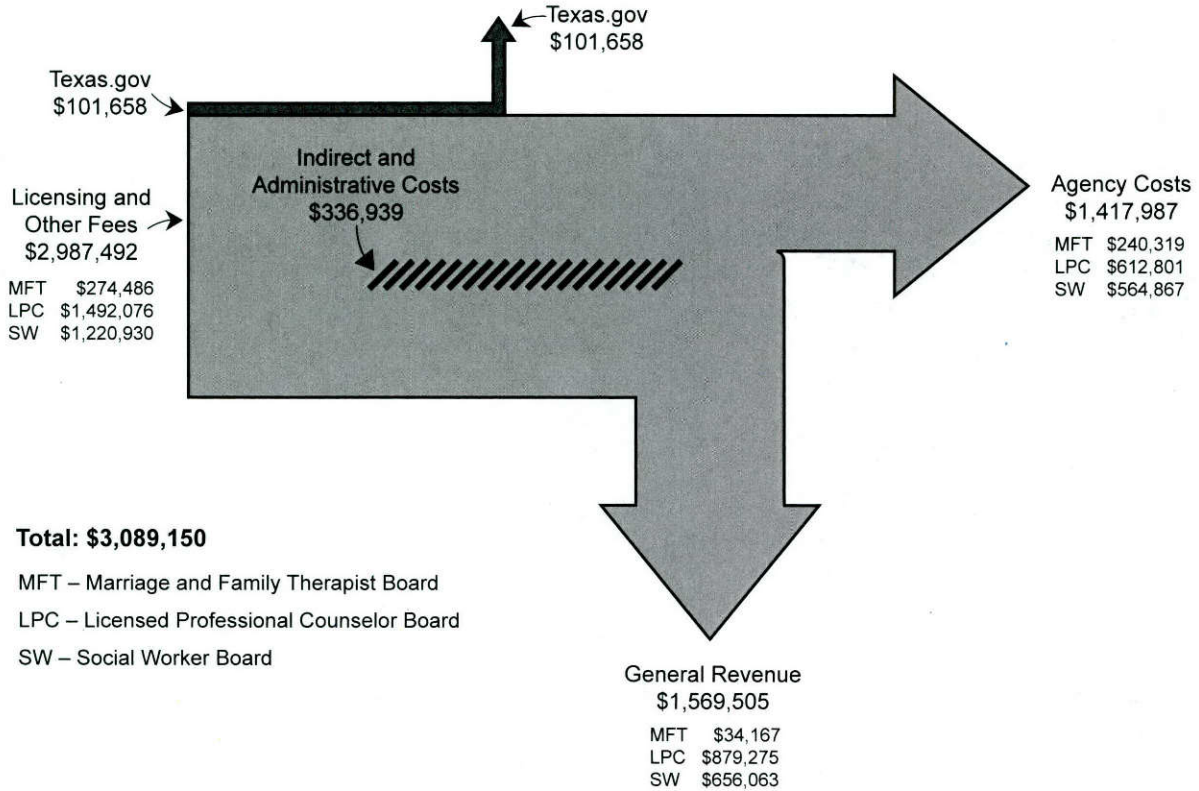 Texas.gov
$101,658
Texas.gov
$101,658
Indirect and
Administrative Costs
$336,939
Licensing and
Other Fees
$2,987,492
MFT $274,486
LPC $1,492,076
SW $1,220,930
Agency Costs
$1,417,987
MFT $240,319
LPC $612,801
SW $564,867
Total: $3,089,150
MFT – Marriage and Family Therapist Board
LPC – Licensed Professional Counselor Board
SW – Social Worker Board
General Revenue
$1,569,505
MFT $34,167
LPC $879,275
SW $656,063